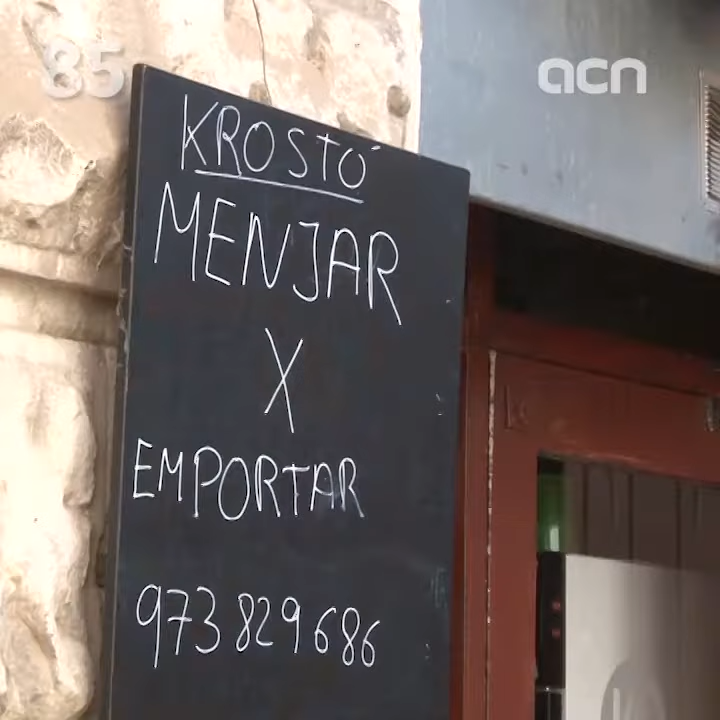 85
acn
KROSTÓ
MENJAR
X
EMPORTAR
973 829 686